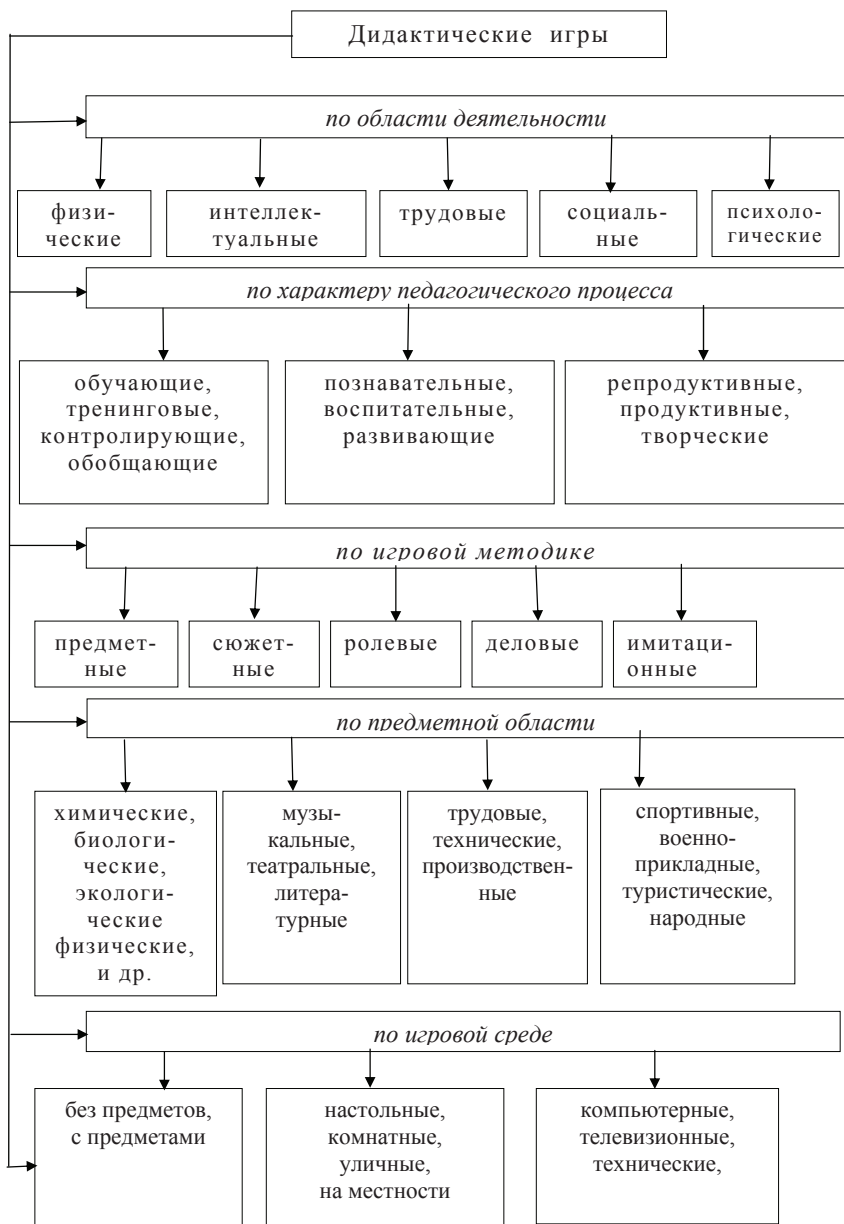 Дидактические игры
по области деятельности
физи-
ческие
интеллек-
туальные
трудовые
социаль-
ные
психоло-
гические
по характеру педагогического процесса
обучающие,
тренинговые,
контролирующие,
обобщающие
познавательные,
воспитательные,
развивающие
репродуктивные,
продуктивные,
творческие
по игровой методике
предмет-
ные
сюжет-
ные
ролевые
деловые
имитаци-
онные
по предметной области
химические,
биологи-
ческие,
экологи-
ческие
физические,
и др.
музы-
кальные,
театральные,
литера-
турные
трудовые,
технические,
производствен-
ные
спортивные,
военно-
прикладные,
туристические,
народные
по игровой среде
без предметов,
с предметами
настольные,
комнатные,
уличные,
на местности
компьютерные,
телевизионные,
технические,